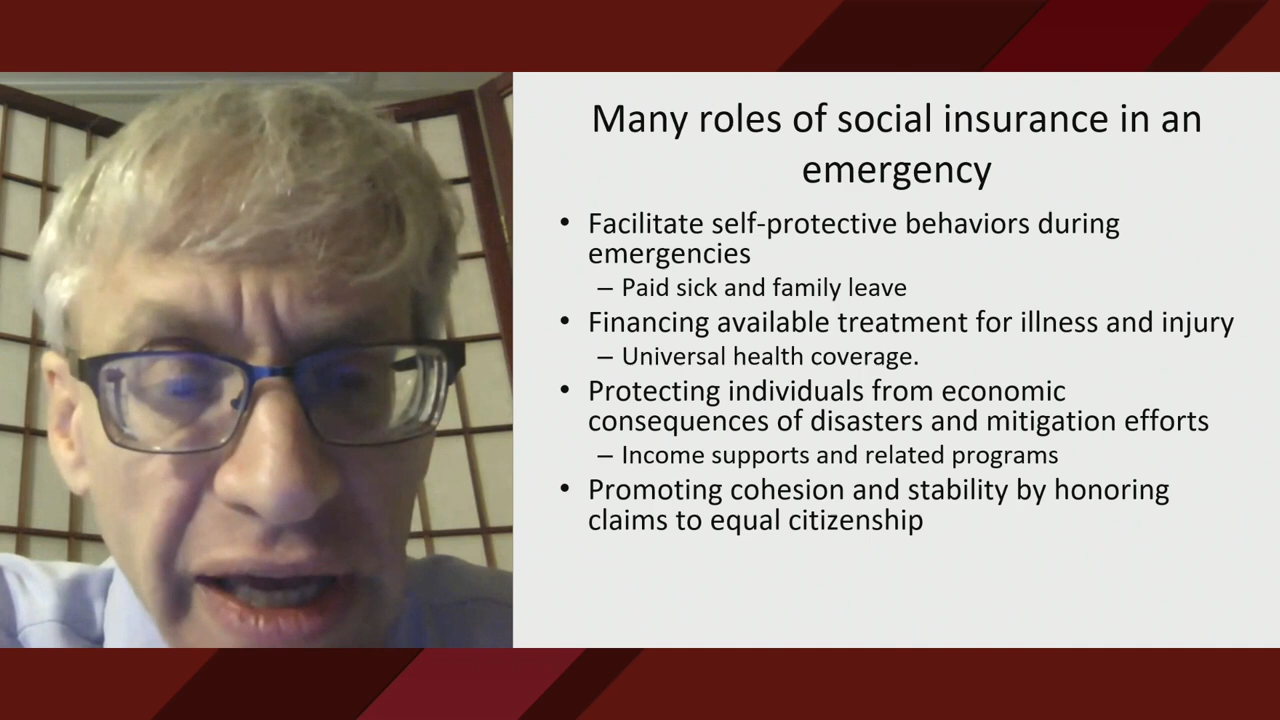 Many roles of social insurance in an
emergency
• Facilitate self-protective behaviors during
emergencies
– Paid sick and family leave
• Financing available treatment for illness and injury
– Universal health coverage.
• Protecting individuals from economic
consequences of disasters and mitigation efforts
– Income supports and related programs
• Promoting cohesion and stability by honoring
claims to equal citizenship